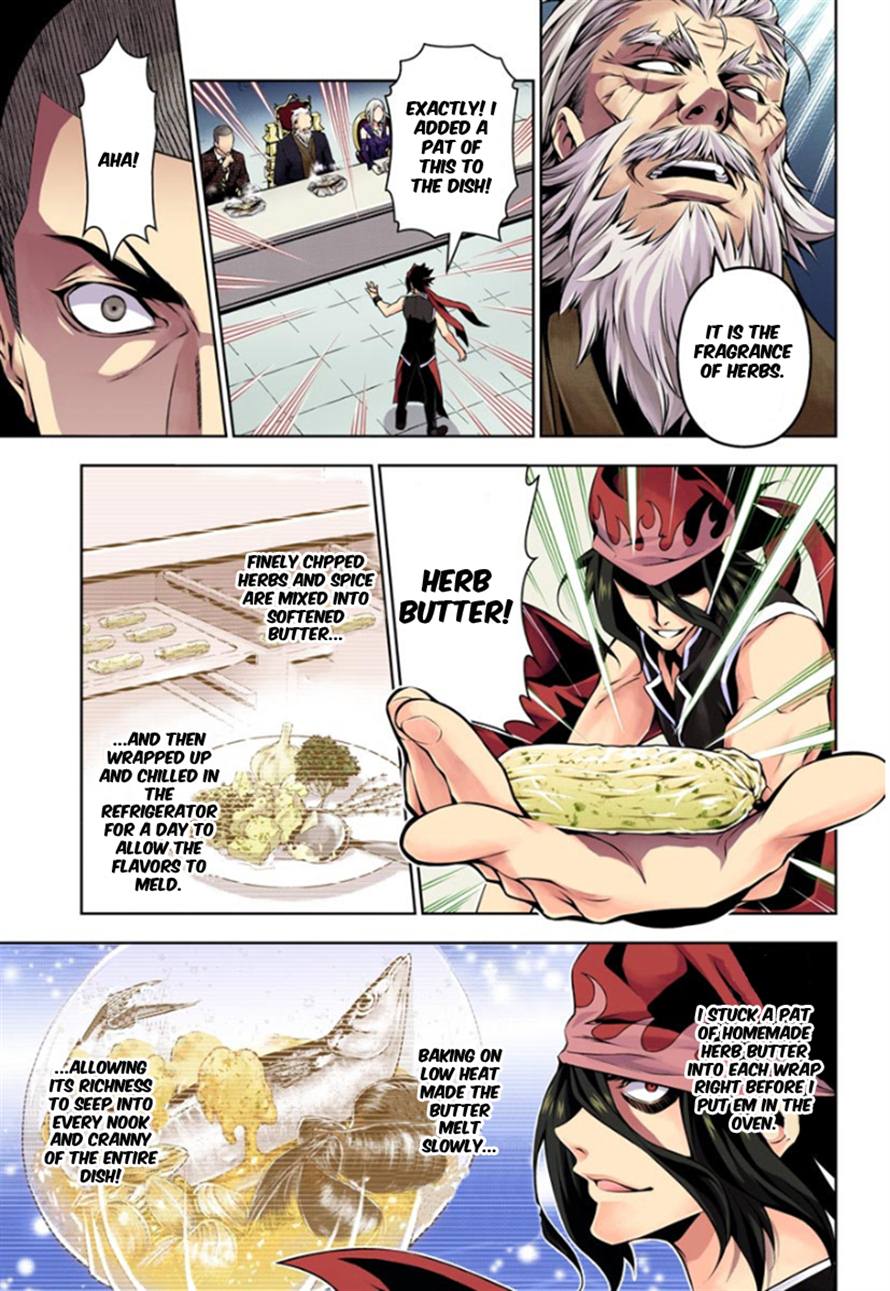 IT IS THE
FRAGRANCE
OF HERBS.
EXACTLY! I
ADDED A
PAT OF
THIS TO
THE DISH!
AHA!
HERB
BUTTER!
FINELY CHPPED
HERBS AND SPICE
ARE MIXED INTO
SOFTENED
BUTTER...
...AND THEN
WRAPPED UP
AND CHILLED IN
THE
REFRIGERATOR
FOR A DAY TO
ALLOW THE
FLAVORS TO
MELD.
I STUCK A PAT
OF HOMEMADE
HERB BUTTER
INTO EACH WRAP
RIGHT BEFORE I
PUT EM IN THE
OVEN.
BAKING ON
LOW HEAT
MADE THE
BUTTER
MELT
SLOWLY...
...ALLOWING
ITS RICHNESS
TO SEEP INTO
EVERY NOOK
AND CRANNY
OF THE ENTIRE
DISH!